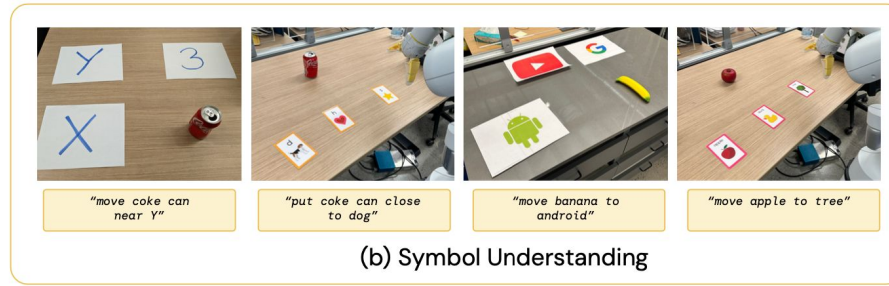 Y
3
X
"move coke can
near Y"
"put coke can close
to dog"
"move banana to
android"
"move apple to tree"
(b) Symbol Understanding